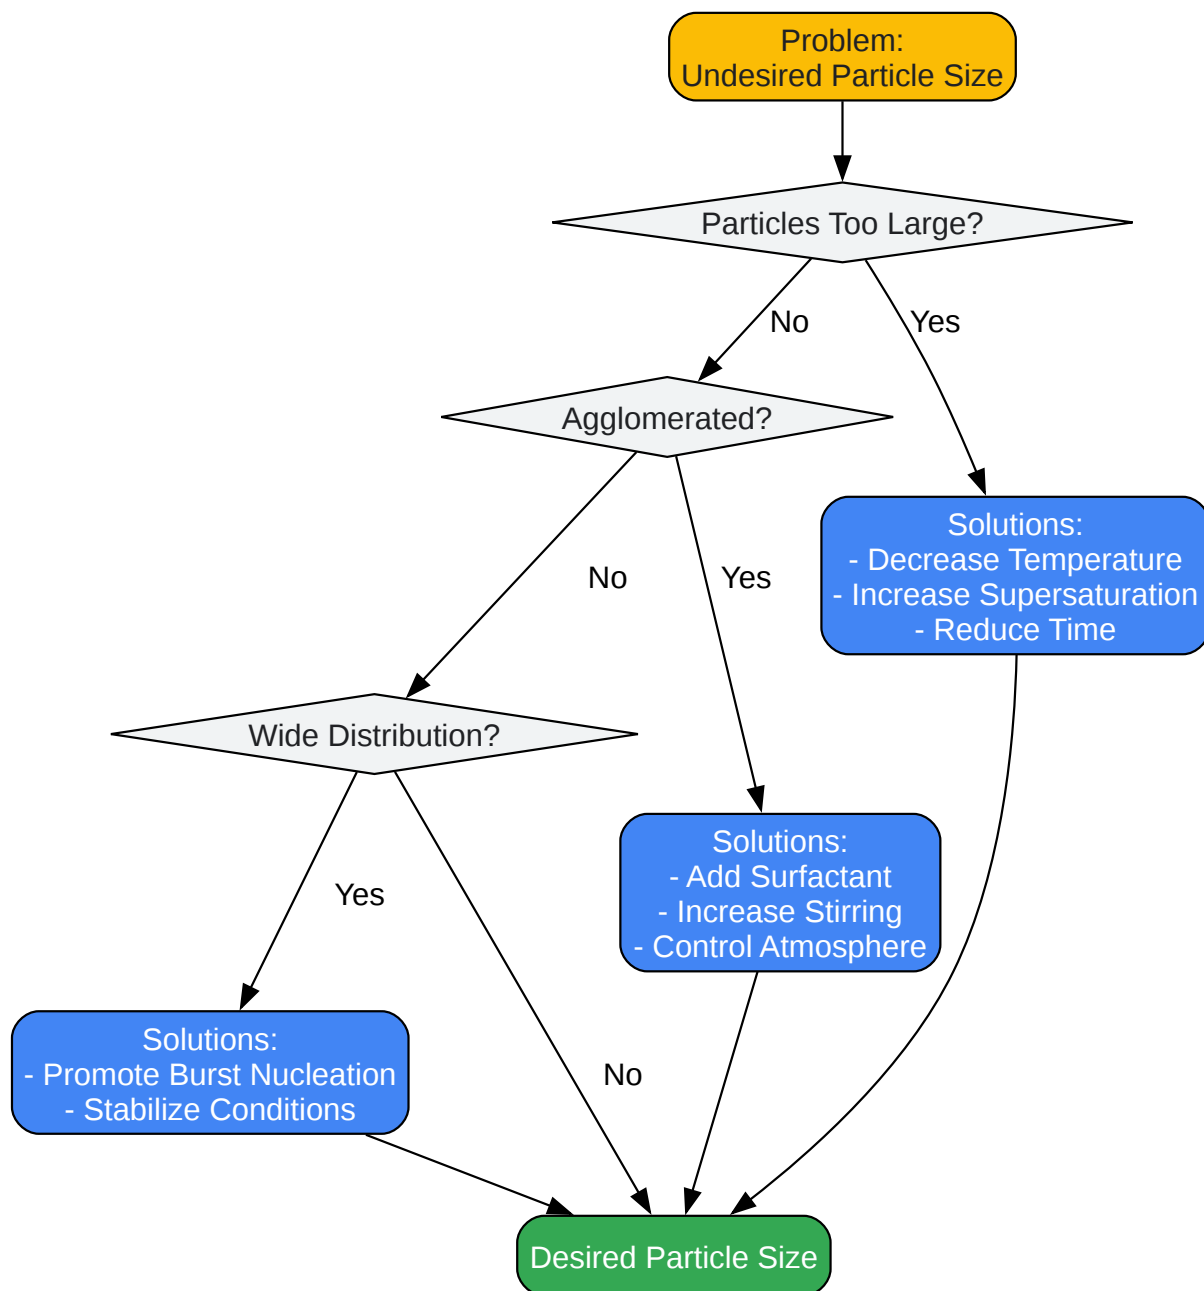 Problem:
Undesired Particle Size
Particles Too Large?
No
Yes
Agglomerated?
Solutions:
- Decrease Temperature
- Increase Supersaturation
- Reduce Time
No
Yes
Wide Distribution?
Solutions:
- Add Surfactant
- Increase Stirring
- Control Atmosphere
Yes
Solutions:
- Promote Burst Nucleation
- Stabilize Conditions
No
Desired Particle Size